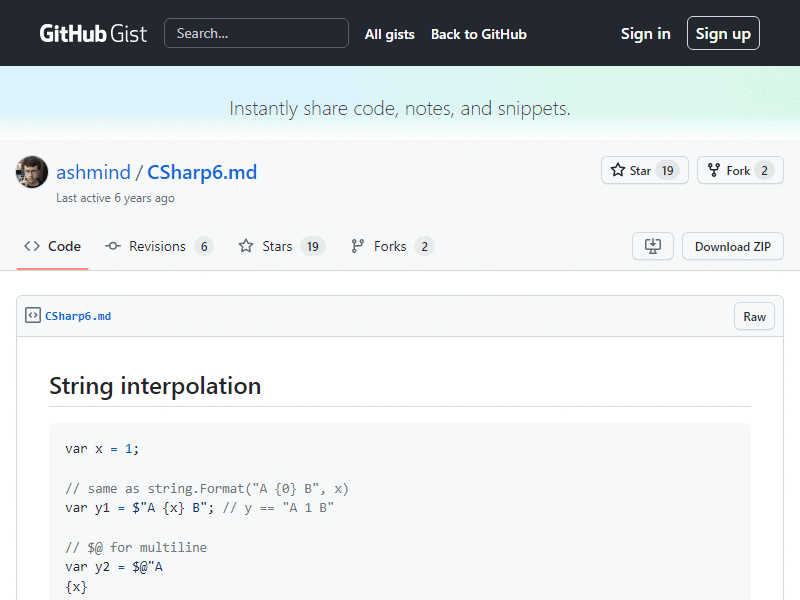 GitHub Gist Search... All gists Back to GitHub Sign in Sign up
Instantly share code, notes, and snippets.
ashmind / CSharp6.md Star 19 Fork 2
Last active 6 years ago
Code Revisions 6 Stars 19 Forks 2 Download ZIP
CSharp6.md Raw
String interpolation
var x = 1;
// same as string.Format("A {0} B", x)
var y1 = $"A {x} B"; // y == "A 1 B"
// $@ for multiline
var y2 = $@"A
{x}